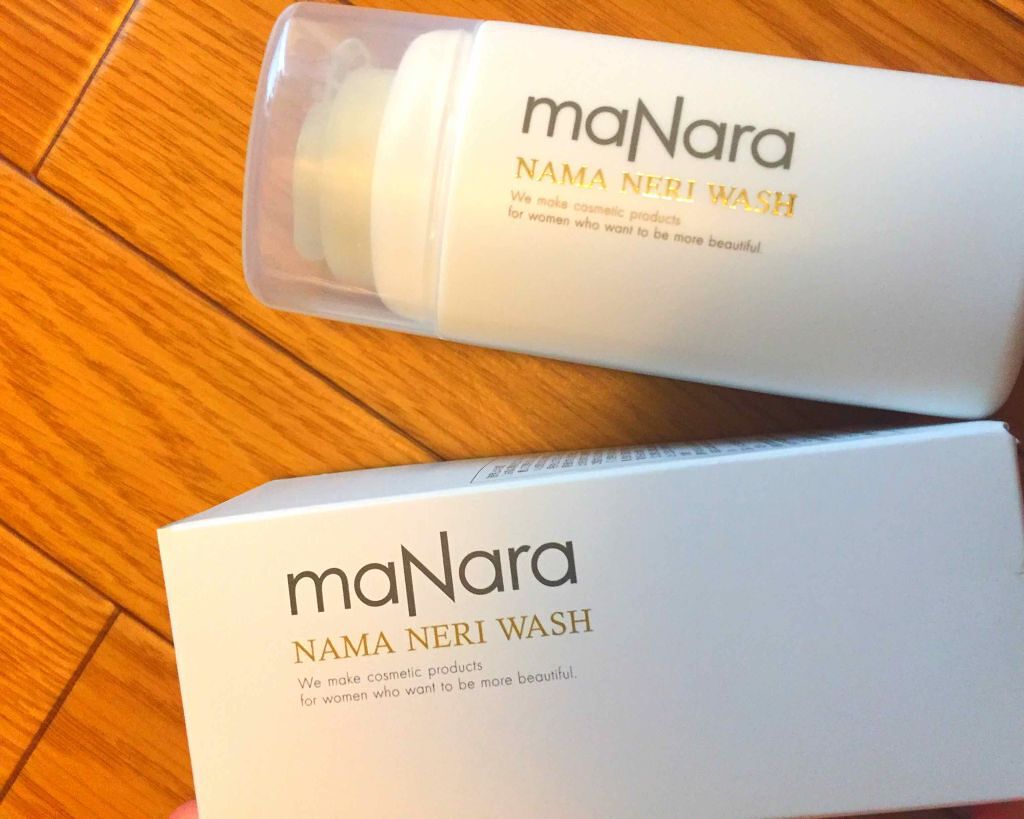 maNara
NAMA NERI WASH
We make cosmetic products
for women who want to be more beautiful.
maNara
NAMA NERI WASH
We make cosmetic products
for women who want to be more beautiful.